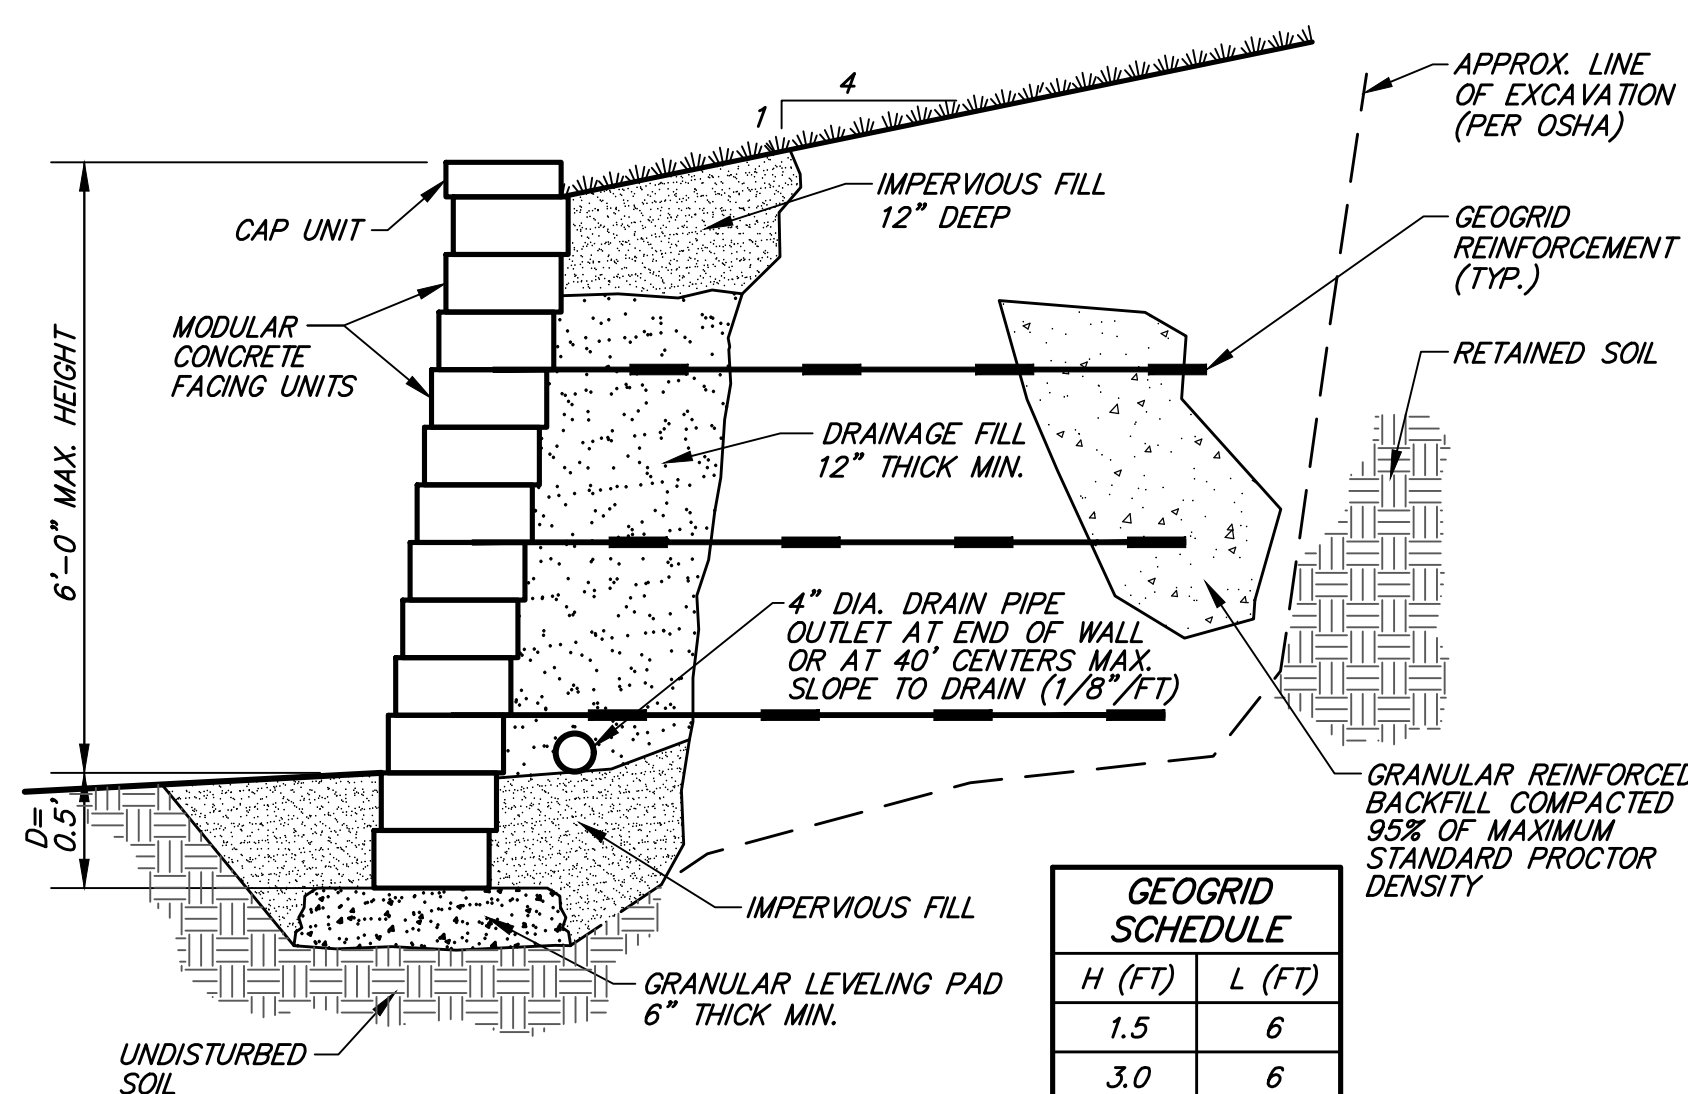 4
1
APPROX. LINE
OF EXCAVATION
(PER OSHA)
IMPERVIOUS FILL
12" DEEP
CAP UNIT
GEOGRID
REINFORCEMENT
(TYP.)
MODULAR
CONCRETE
FACING UNITS
RETAINED SOIL
6'-0" MAX. HEIGHT
DRAINAGE FILL
12" THICK MIN.
4" DIA. DRAIN PIPE
OUTLET AT END OF WALL
OR AT 40' CENTERS MAX.
SLOPE TO DRAIN (1/8"/FT)
GRANULAR REINFORCED
BACKFILL COMPACTED
95% OF MAXIMUM
STANDARD PROCTOR
DENSITY
D=
0.5'
IMPERVIOUS FILL
GRANULAR LEVELING PAD
6" THICK MIN.
UNDISTURBED
SOIL
GEOGRID
SCHEDULE
H (FT) L (FT)
1.5 6
3.0 6